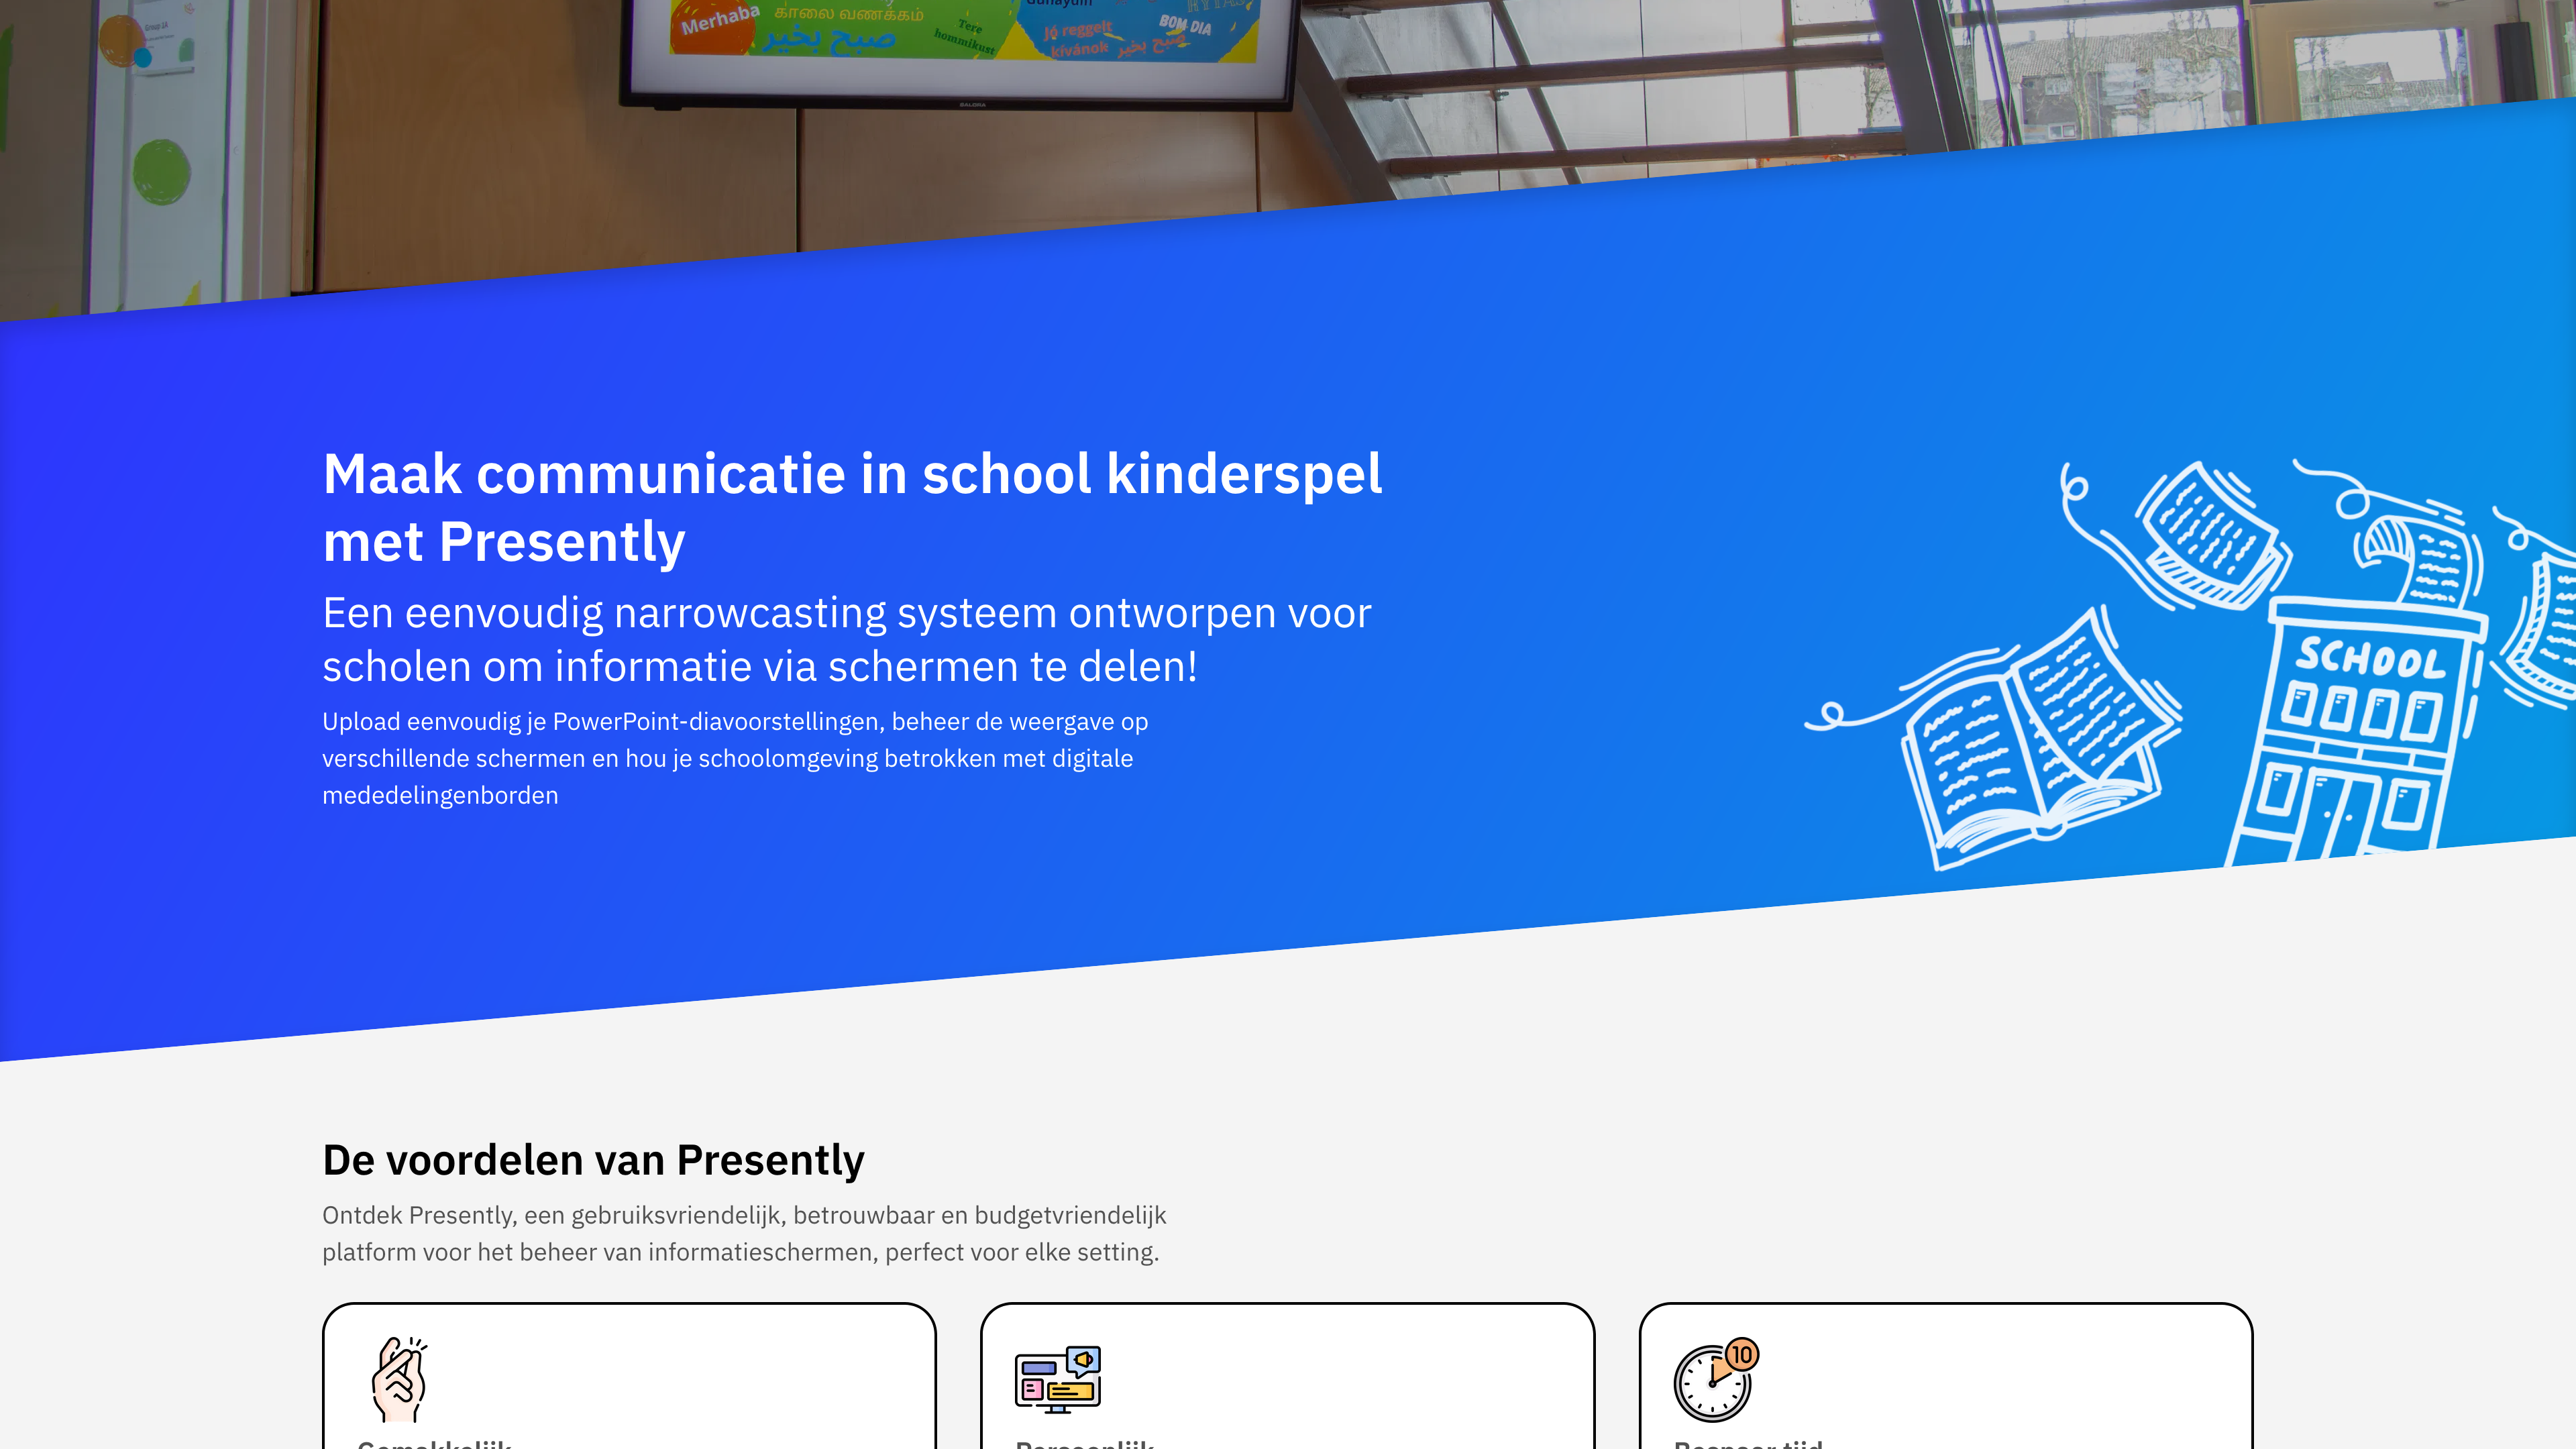 Merhaba
காலை வணக்கம்
صبح بخير
Tere
hommikust
Jó reggelt
kívánok
صبح بخير
BOM DIA
Maak communicatie in school kinderspel
met Presently
Een eenvoudig narrowcasting systeem ontworpen voor
scholen om informatie via schermen te delen!
Upload eenvoudig je PowerPoint-diavoorstellingen, beheer de weergave op
verschillende schermen en hou je schoolomgeving betrokken met digitale
mededelingenborden
SCHOOL
De voordelen van Presently
Ontdek Presently, een gebruiksvriendelijk, betrouwbaar en budgetvriendelijk
platform voor het beheer van informatieschermen, perfect voor elke setting.
10